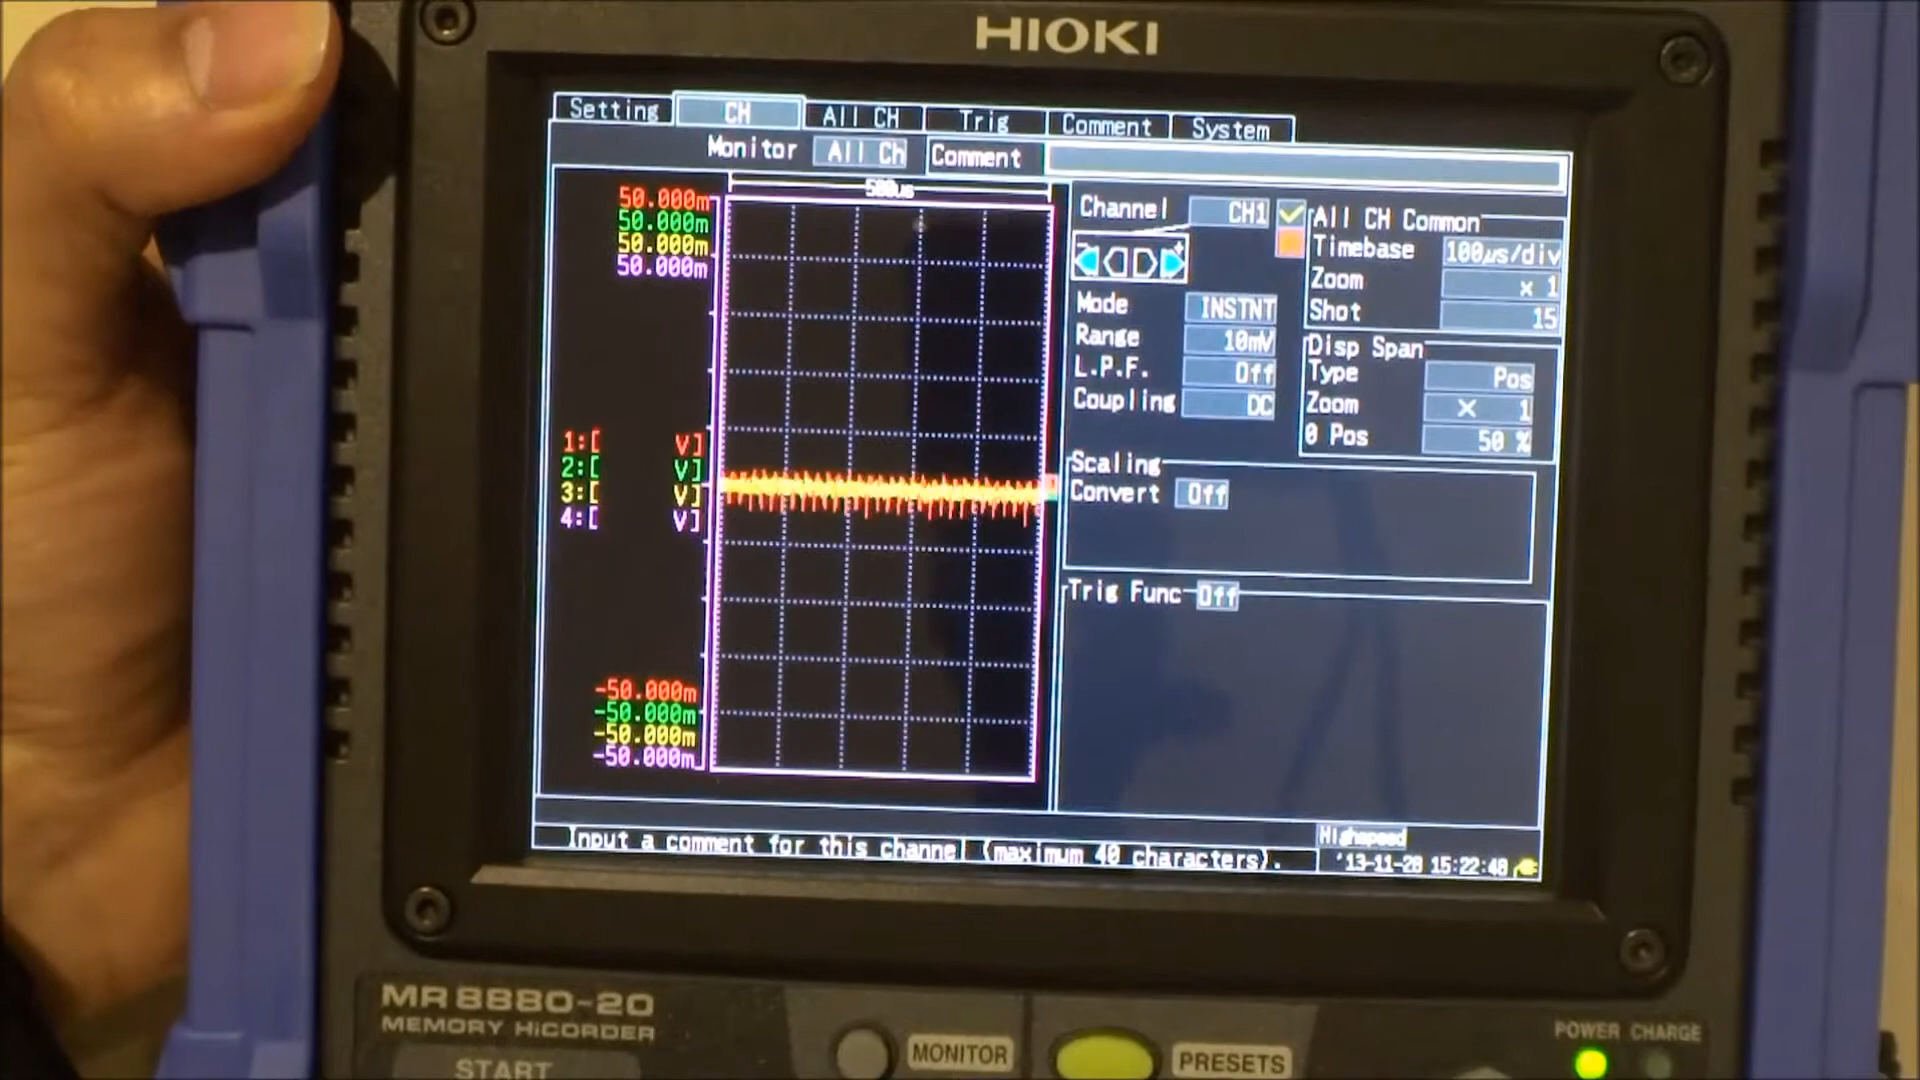 HIOKI
Setting CH All CH Trig Comment System
Monitor All Ch Comment
500us
50.000m
50.000m
50.000m
50.000m
1:[ V]
2:[ V]
3:[ V]
4:[ V]
-50.000m
-50.000m
-50.000m
-50.000m
Channel CH1
- +
Mode INSTNT
Range 10mV
L.P.F. Off
Coupling DC
All CH Common
Timebase 100µs/div
Zoom × 1
Shot 15
Disp Span
Type Pos
Zoom × 1
0 Pos 50 %
Scaling
Convert Off
Trig Func Off
Input a comment for this channel (maximum 40 characters).
Highspeed
'13-11-28 15:22:48
MR8880-20
MEMORY HiCORDER
START
MONITOR
PRESETS
POWER CHARGE